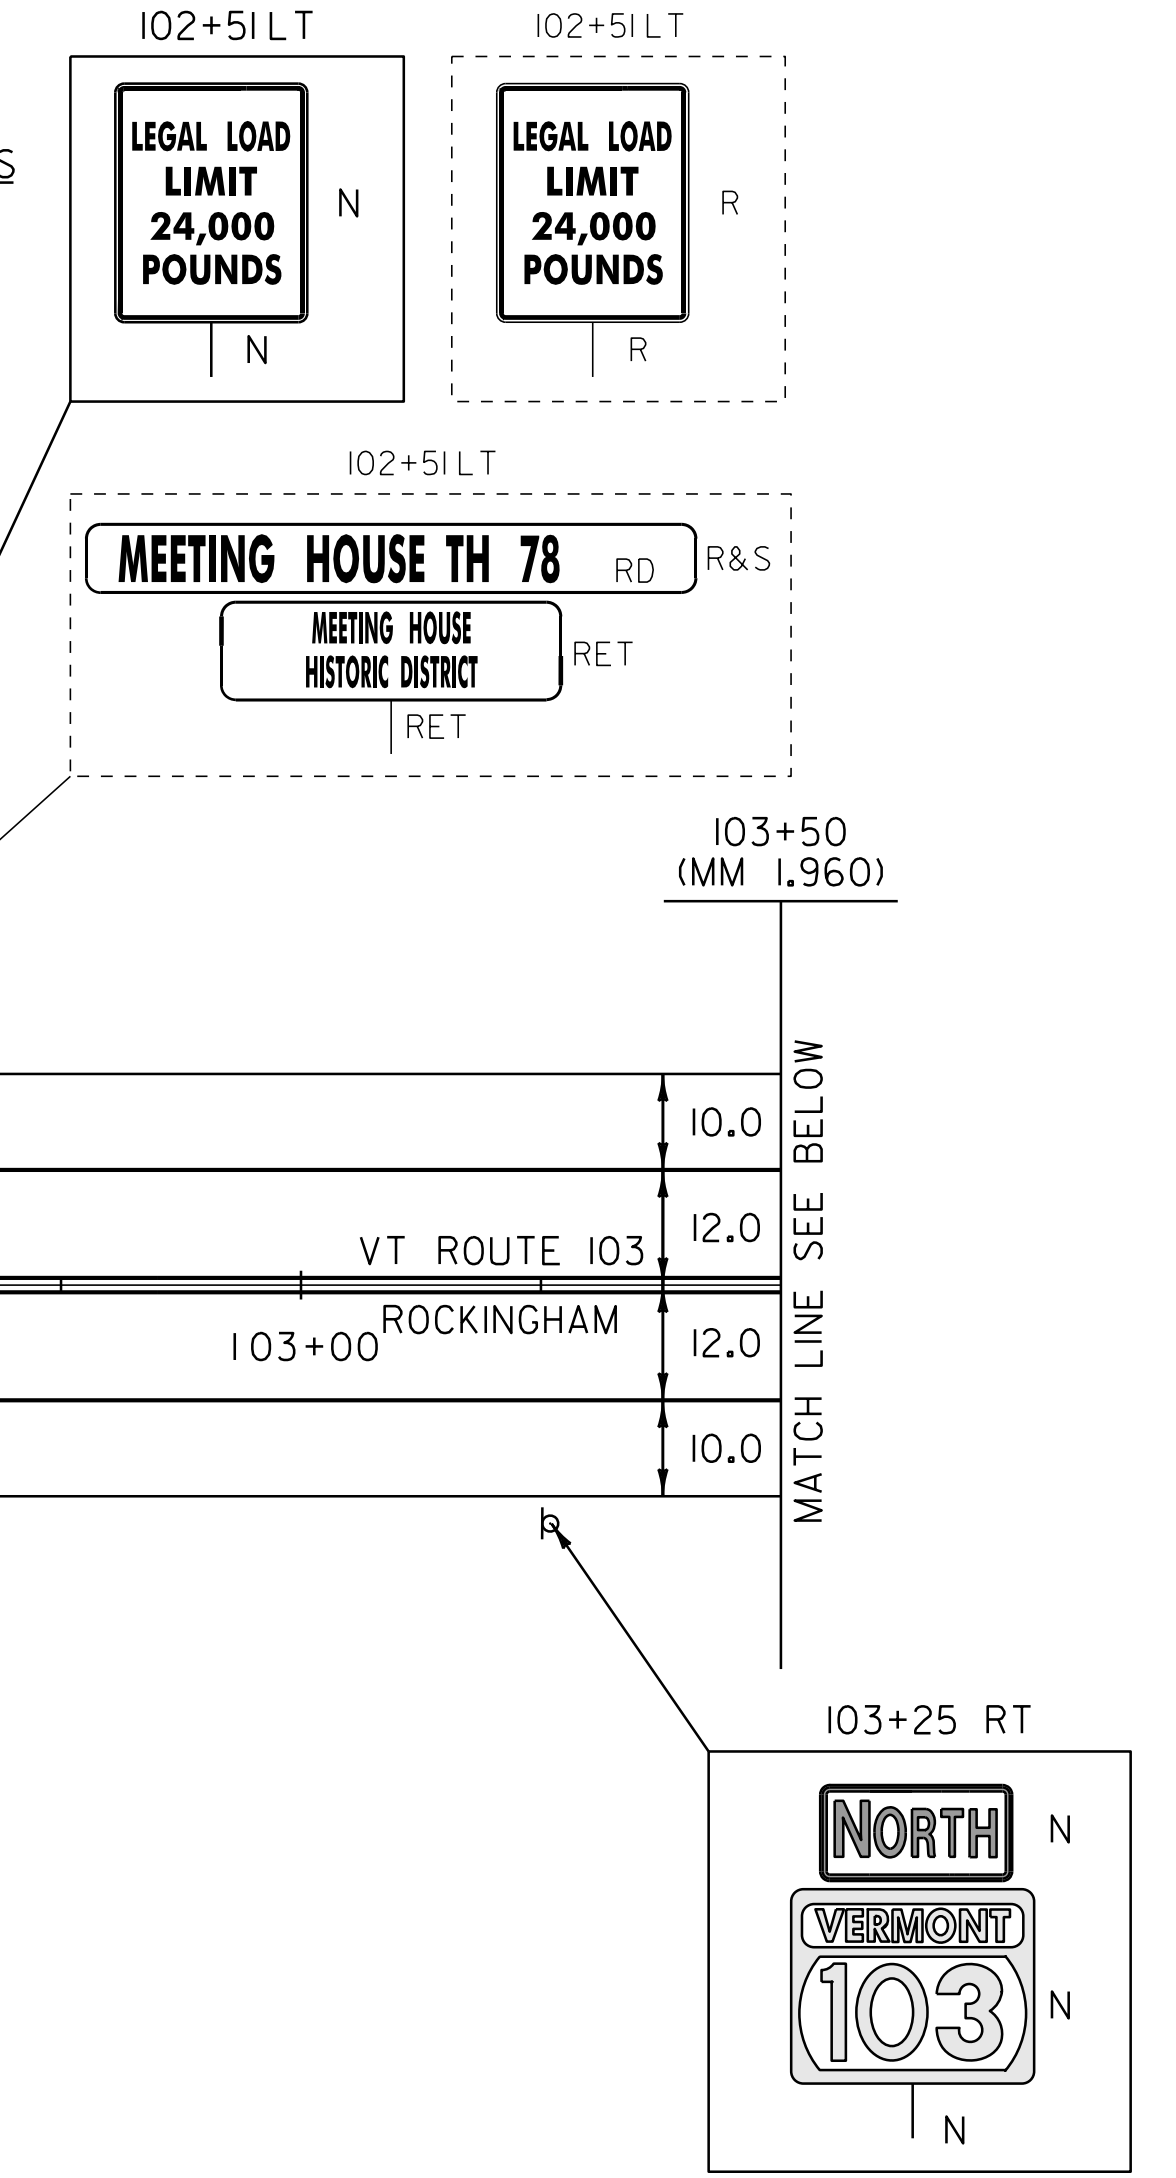 102+51 LT
LEGAL LOAD
LIMIT
24,000
POUNDS
N
N
102+51 LT
LEGAL LOAD
LIMIT
24,000
POUNDS
R
R
S
102+51 LT
MEETING HOUSE TH 78 RD
R&S
MEETING HOUSE
HISTORIC DISTRICT
RET
RET
103+50
(MM 1.960)
10.0
12.0
VT ROUTE 103
ROCKINGHAM
103+00
12.0
10.0
MATCH LINE SEE BELOW
103+25 RT
NORTH
N
VERMONT
103
N
N